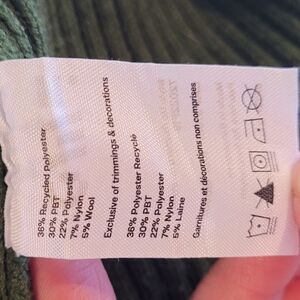 36% Recycled Polyester
30% PBT
22% Polyester
7% Nylon
5% Wool
Exclusive of trimmings & decorations
36% Polyester Recyclé
30% PBT
22% Polyester
7% Nylon
5% Laine
Garnitures et décorations non comprises